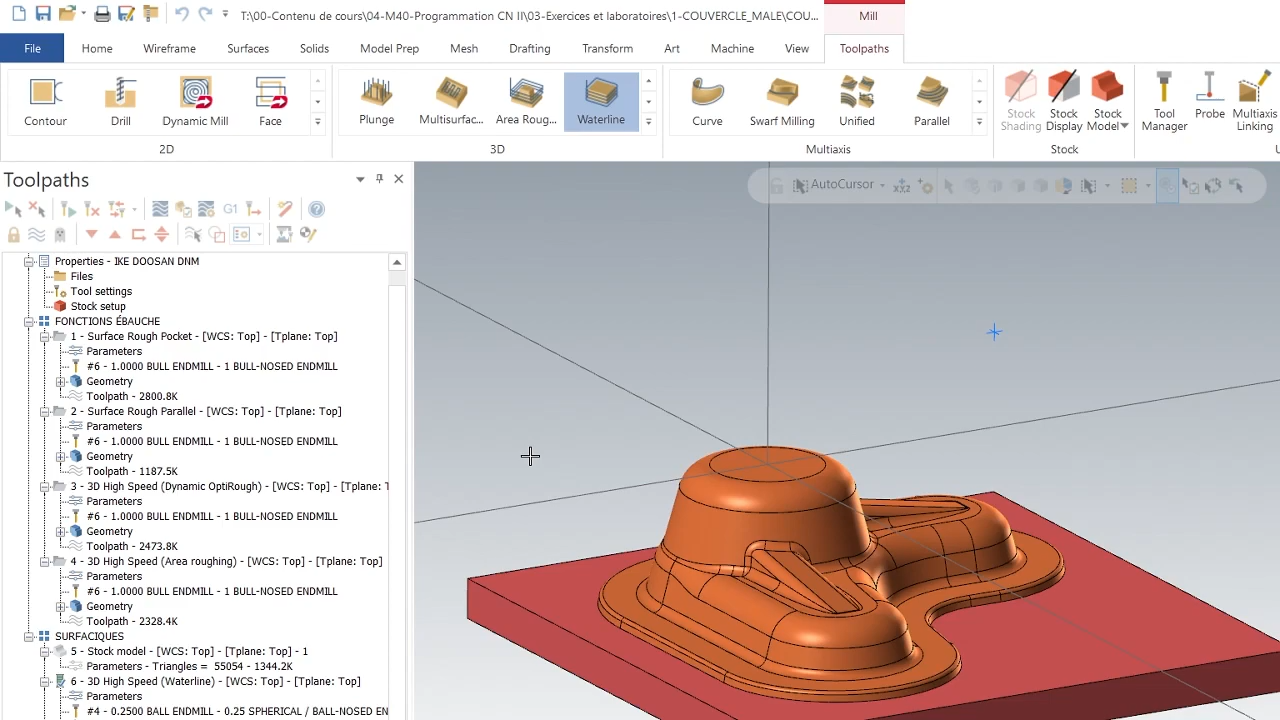 T:\00-Contenu de cours\04-M40-Programmation CN II\03-Exercices et laboratoires\1-COUVERCLE_MALE\COU...
Mill
File Home Wireframe Surfaces Solids Model Prep Mesh Drafting Transform Art Machine View Toolpaths
Contour Drill Dynamic Mill Face
2D
Plunge Multisurfac... Area Roug... Waterline
3D
Curve Swarf Milling Unified Parallel
Multiaxis
Stock Shading Stock Display Stock Model
Stock
Tool Manager Probe Multiaxis Linking
Toolpaths
AutoCursor
XYZ
G1
Properties - IKE DOOSAN DNM
Files
Tool settings
Stock setup
FONCTIONS ÉBAUCHE
1 - Surface Rough Pocket - [WCS: Top] - [Tplane: Top]
Parameters
#6 - 1.0000 BULL ENDMILL - 1 BULL-NOSED ENDMILL
Geometry
Toolpath - 2800.8K
2 - Surface Rough Parallel - [WCS: Top] - [Tplane: Top]
Parameters
#6 - 1.0000 BULL ENDMILL - 1 BULL-NOSED ENDMILL
Geometry
Toolpath - 1187.5K
3 - 3D High Speed (Dynamic OptiRough) - [WCS: Top] - [Tplane: T
Parameters
#6 - 1.0000 BULL ENDMILL - 1 BULL-NOSED ENDMILL
Geometry
Toolpath - 2473.8K
4 - 3D High Speed (Area roughing) - [WCS: Top] - [Tplane: Top]
Parameters
#6 - 1.0000 BULL ENDMILL - 1 BULL-NOSED ENDMILL
Geometry
Toolpath - 2328.4K
SURFACIQUES
5 - Stock model - [WCS: Top] - [Tplane: Top] - 1
Parameters - Triangles = 55054 - 1344.2K
6 - 3D High Speed (Waterline) - [WCS: Top] - [Tplane: Top]
Parameters
#4 - 0.2500 BALL ENDMILL - 0.25 SPHERICAL / BALL-NOSED EN